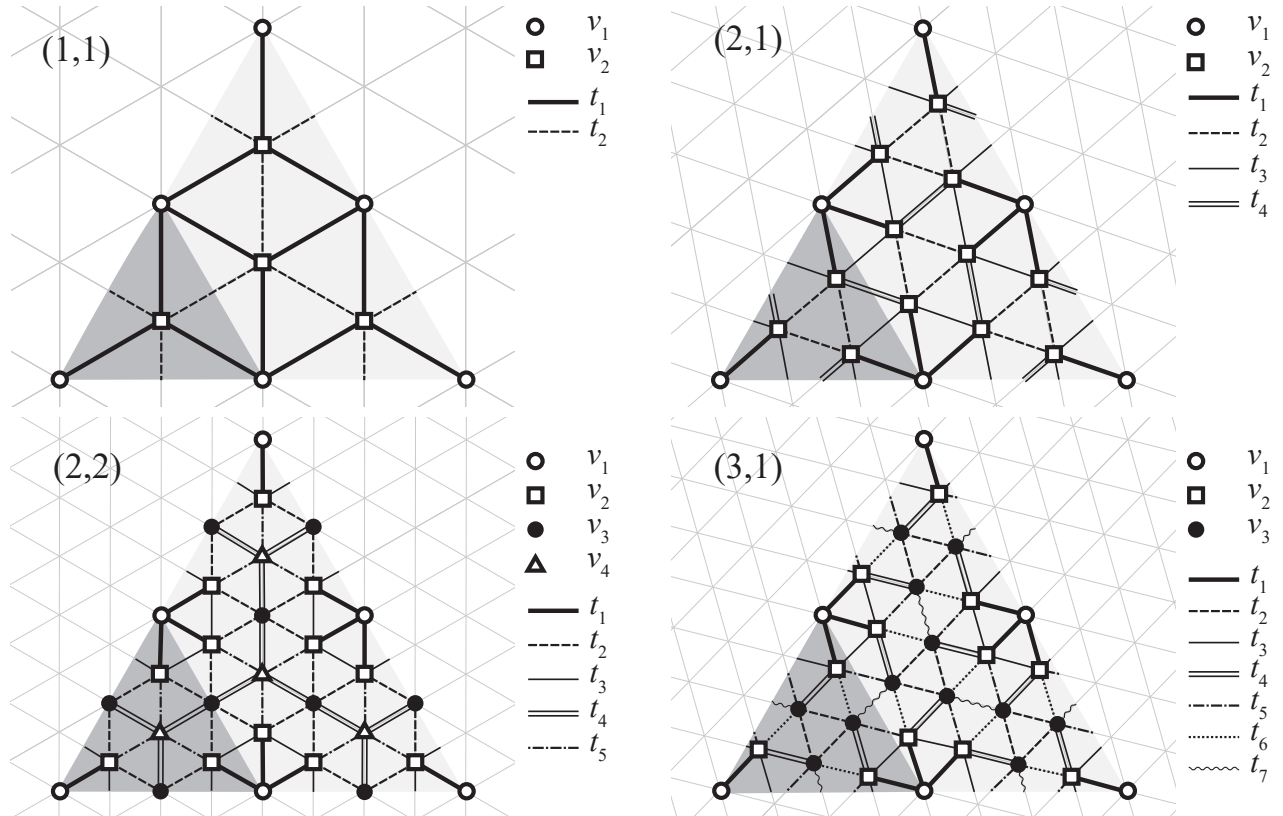 (1,1)
v₁
v₂
t₁
t₂
(2,1)
v₁
v₂
t₁
t₂
t₃
t₄
(2,2)
v₁
v₂
v₃
v₄
t₁
t₂
t₃
t₄
t₅
(3,1)
v₁
v₂
v₃
t₁
t₂
t₃
t₄
t₅
t₆
t₇